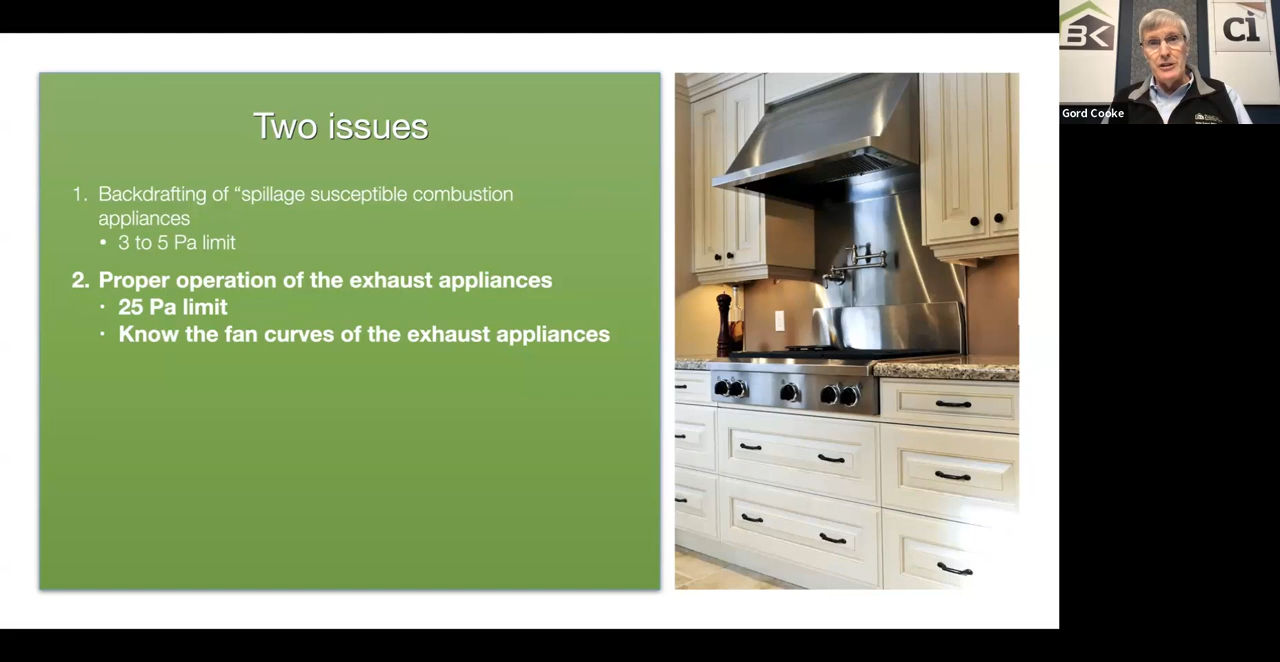 Two issues
1. Backdrafting of “spillage susceptible combustion
appliances
• 3 to 5 Pa limit
2. Proper operation of the exhaust appliances
· 25 Pa limit
· Know the fan curves of the exhaust appliances
BK
ci
Gord Cooke